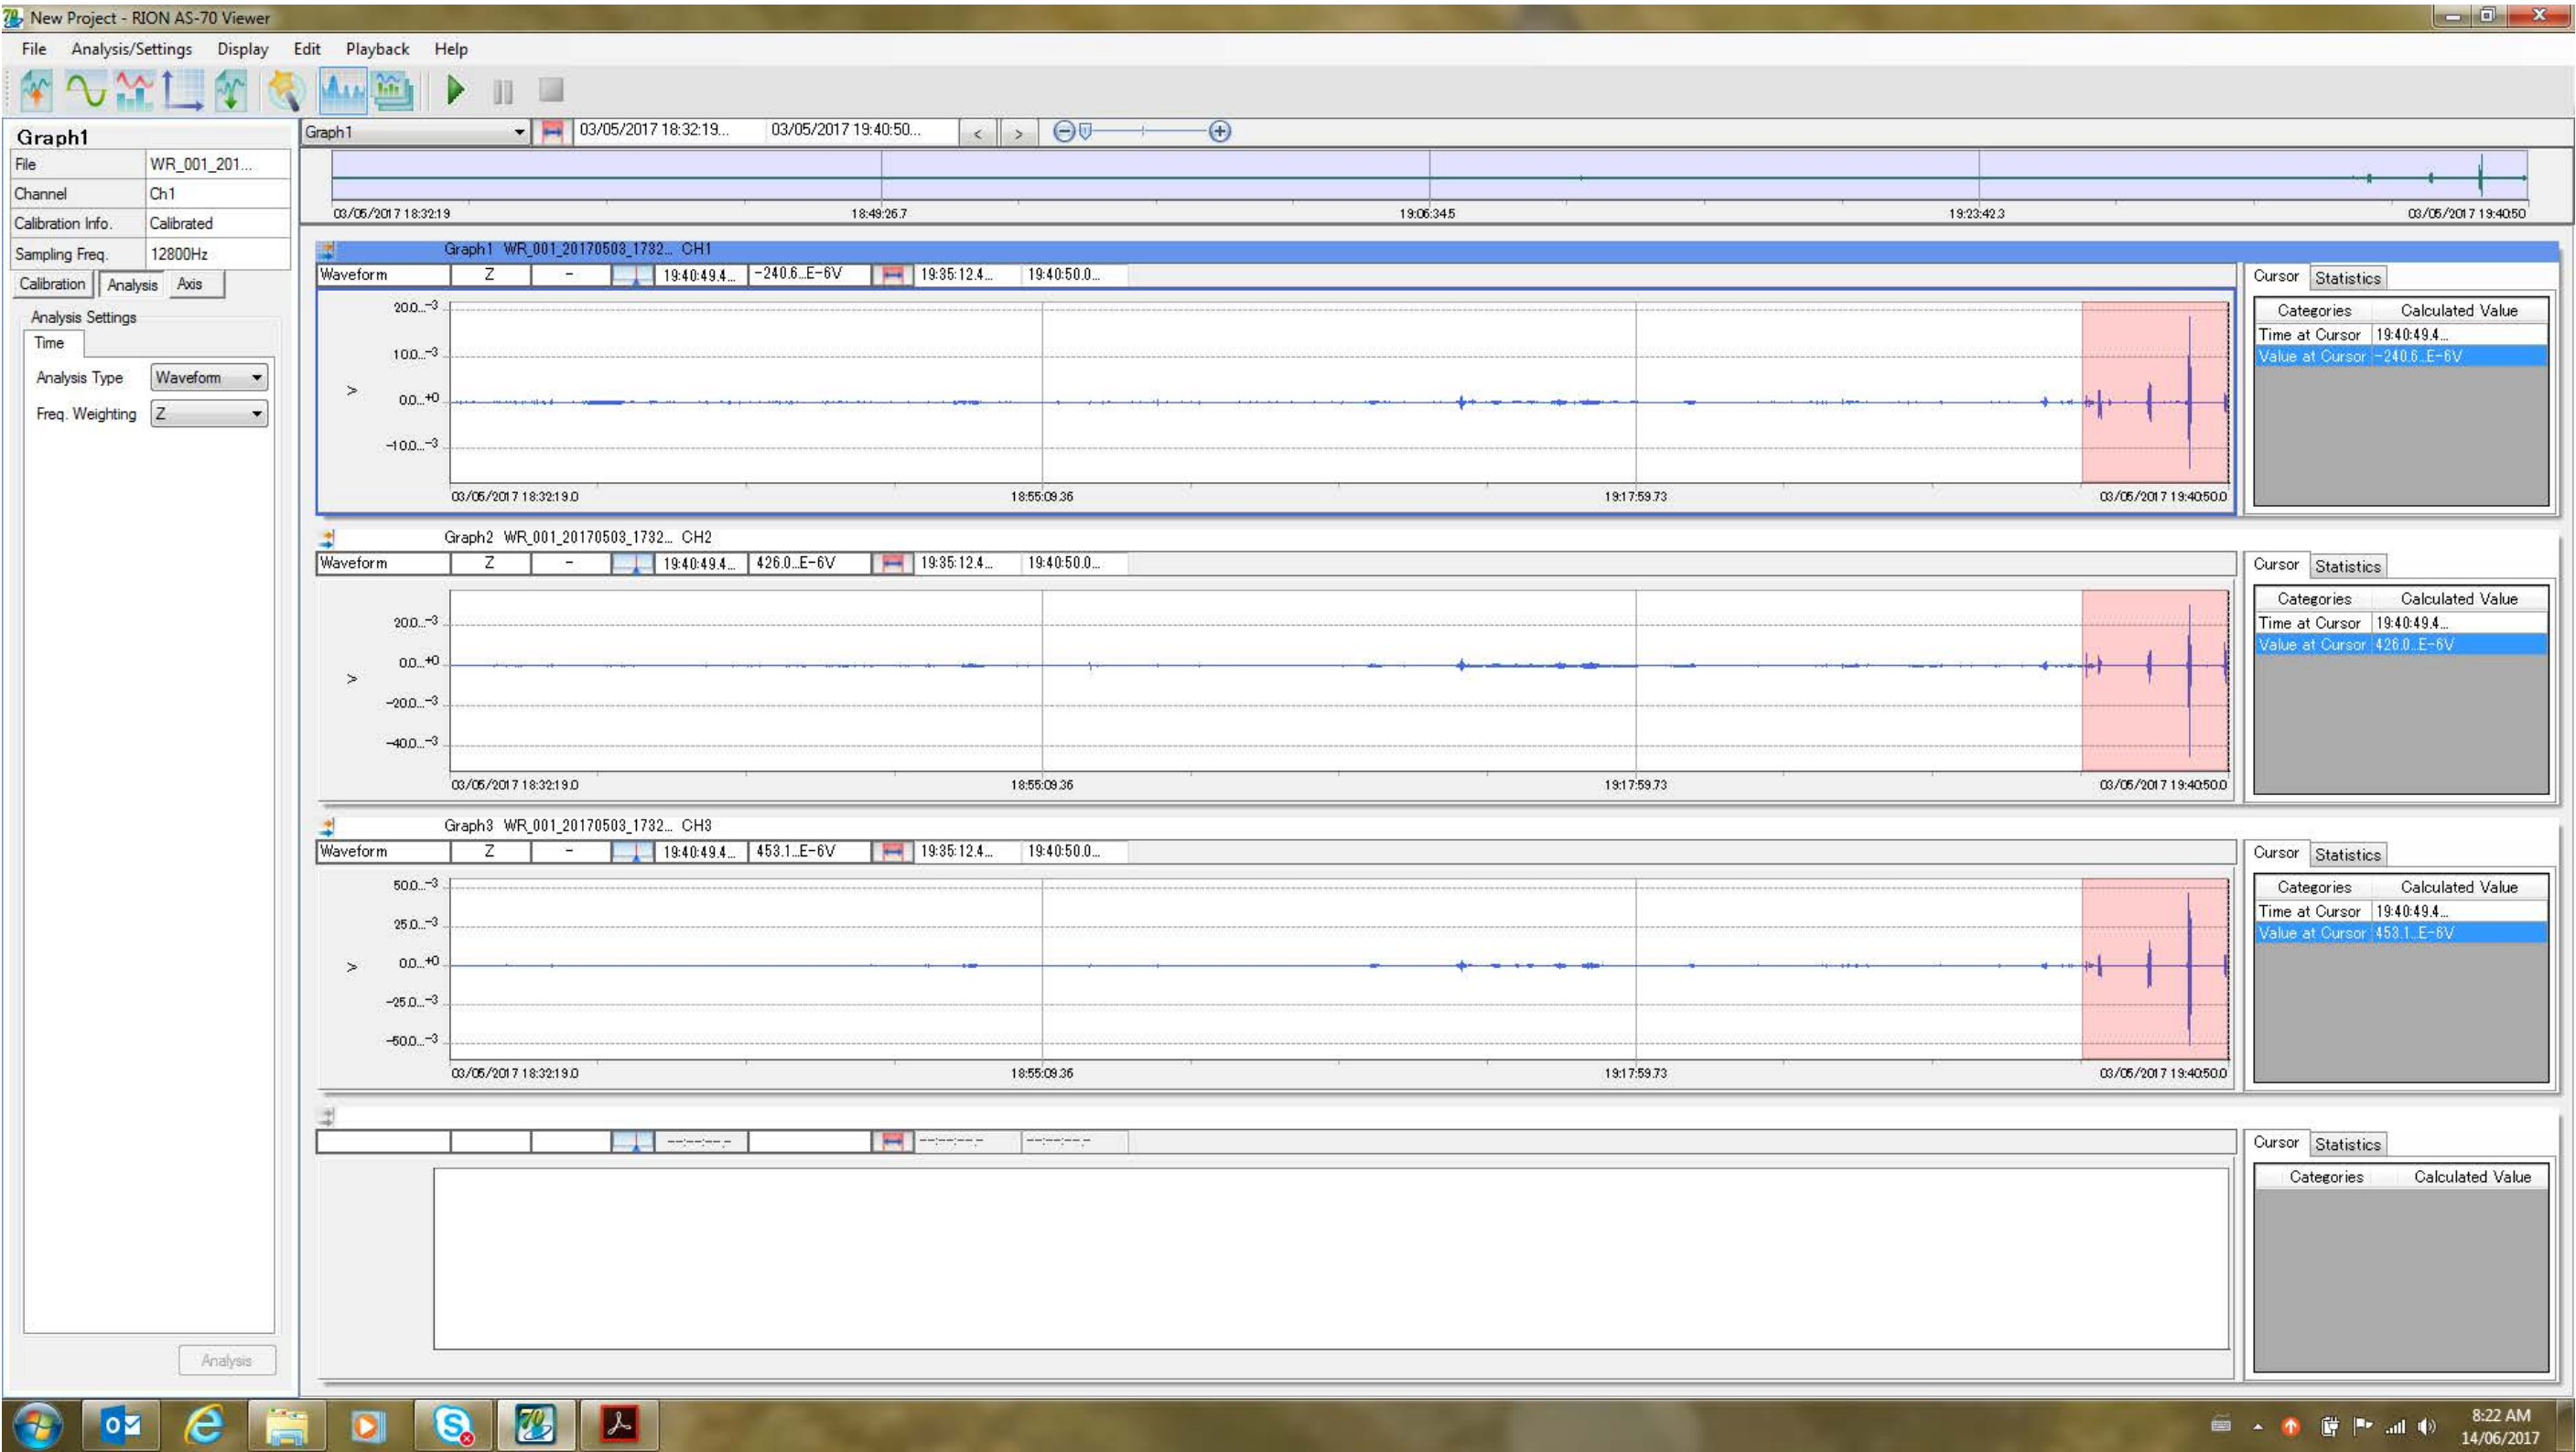 New Project - RION AS-70 Viewer
File Analysis/Settings Display Edit Playback Help
Graph1
File WR_001_201...
Channel Ch1
Calibration Info. Calibrated
Sampling Freq. 12800Hz
Calibration Analysis Axis
Analysis Settings
Time
Analysis Type Waveform
Freq. Weighting Z
Analysis
Graph1 03/05/2017 18:32:19... 03/05/2017 19:40:50... < >
03/05/2017 18:32:19 18:49:26.7 19:06:34.5 19:23:42.3 03/05/2017 19:40:50
Graph1 WR_001_20170503_1732... CH1
Waveform Z - 19:40:49.4... -240.6...E-6V 19:35:12.4... 19:40:50.0...
20.0...-3
10.0...-3
V
0.0...+0
-10.0...-3
03/05/2017 18:32:19.0 18:55:09.36 19:17:59.73 03/05/2017 19:40:50.0
Cursor Statistics
Categories Calculated Value
Time at Cursor 19:40:49.4...
Value at Cursor -240.6...E-6V
Graph2 WR_001_20170503_1732... CH2
Waveform Z - 19:40:49.4... 426.0...E-6V 19:35:12.4... 19:40:50.0...
20.0...-3
0.0...+0
V
-20.0...-3
-40.0...-3
03/05/2017 18:32:19.0 18:55:09.36 19:17:59.73 03/05/2017 19:40:50.0
Cursor Statistics
Categories Calculated Value
Time at Cursor 19:40:49.4...
Value at Cursor 426.0...E-6V
Graph3 WR_001_20170503_1732... CH3
Waveform Z - 19:40:49.4... 453.1...E-6V 19:35:12.4... 19:40:50.0...
50.0...-3
25.0...-3
V
0.0...+0
-25.0...-3
-50.0...-3
03/05/2017 18:32:19.0 18:55:09.36 19:17:59.73 03/05/2017 19:40:50.0
Cursor Statistics
Categories Calculated Value
Time at Cursor 19:40:49.4...
Value at Cursor 453.1...E-6V
--:--:--.- --:--:--.- --:--:--.-
Cursor Statistics
Categories Calculated Value
8:22 AM
14/06/2017